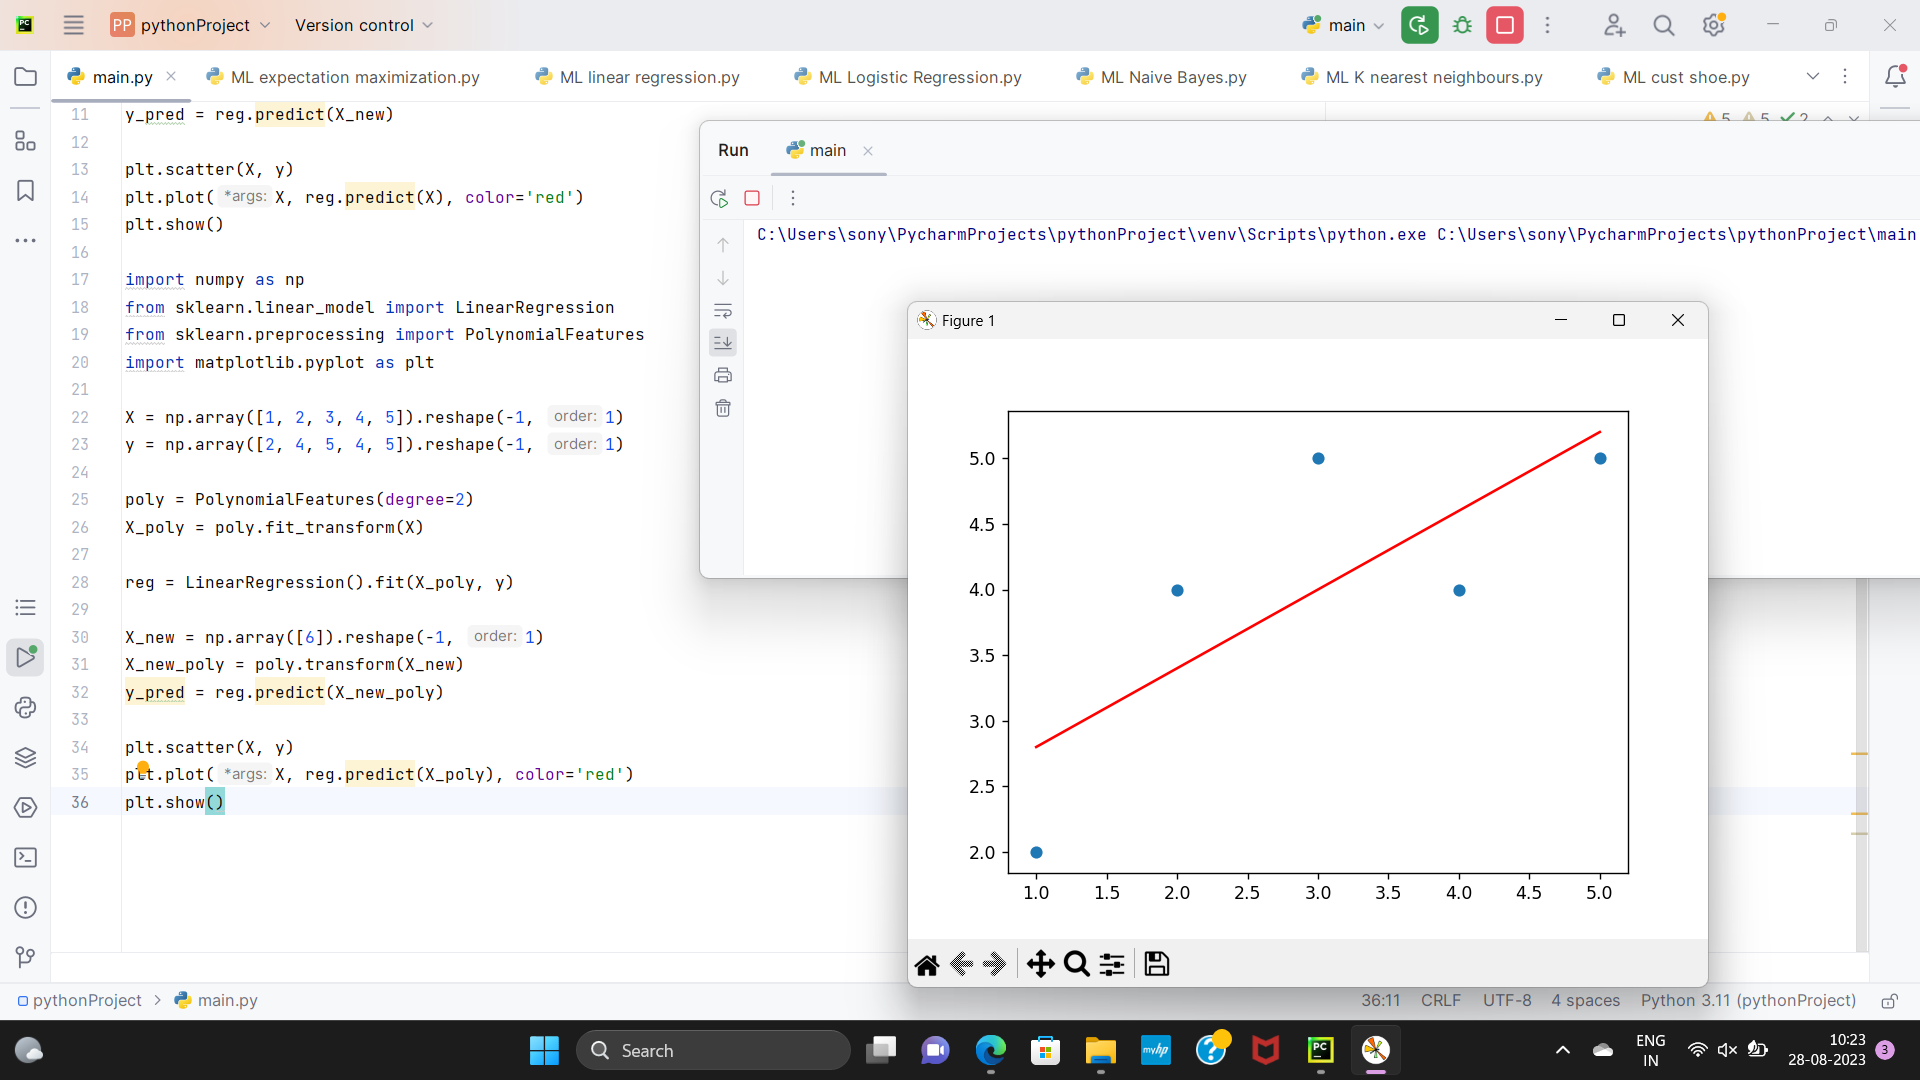 PC
PP pythonProject
Version control
main
main.py
ML expectation maximization.py
ML linear regression.py
ML Logistic Regression.py
ML Naive Bayes.py
ML K nearest neighbours.py
ML cust shoe.py
11 y_pred = reg.predict(X_new)
12
13 plt.scatter(X, y)
14 plt.plot( *args: X, reg.predict(X), color='red')
15 plt.show()
16
17 import numpy as np
18 from sklearn.linear_model import LinearRegression
19 from sklearn.preprocessing import PolynomialFeatures
20 import matplotlib.pyplot as plt
21
22 X = np.array([1, 2, 3, 4, 5]).reshape(-1, order: 1)
23 y = np.array([2, 4, 5, 4, 5]).reshape(-1, order: 1)
24
25 poly = PolynomialFeatures(degree=2)
26 X_poly = poly.fit_transform(X)
27
28 reg = LinearRegression().fit(X_poly, y)
29
30 X_new = np.array([6]).reshape(-1, order: 1)
31 X_new_poly = poly.transform(X_new)
32 y_pred = reg.predict(X_new_poly)
33
34 plt.scatter(X, y)
35 plt.plot( *args: X, reg.predict(X_poly), color='red')
36 plt.show()
5 5 2
Run main
C:\Users\sony\PycharmProjects\pythonProject\venv\Scripts\python.exe C:\Users\sony\PycharmProjects\pythonProject\main
Figure 1
5.0
4.5
4.0
3.5
3.0
2.5
2.0
1.0 1.5 2.0 2.5 3.0 3.5 4.0 4.5 5.0
pythonProject > main.py
36:11 CRLF UTF-8 4 spaces Python 3.11 (pythonProject)
Search
myhp
PC
ENG
IN
10:23
28-08-2023
3